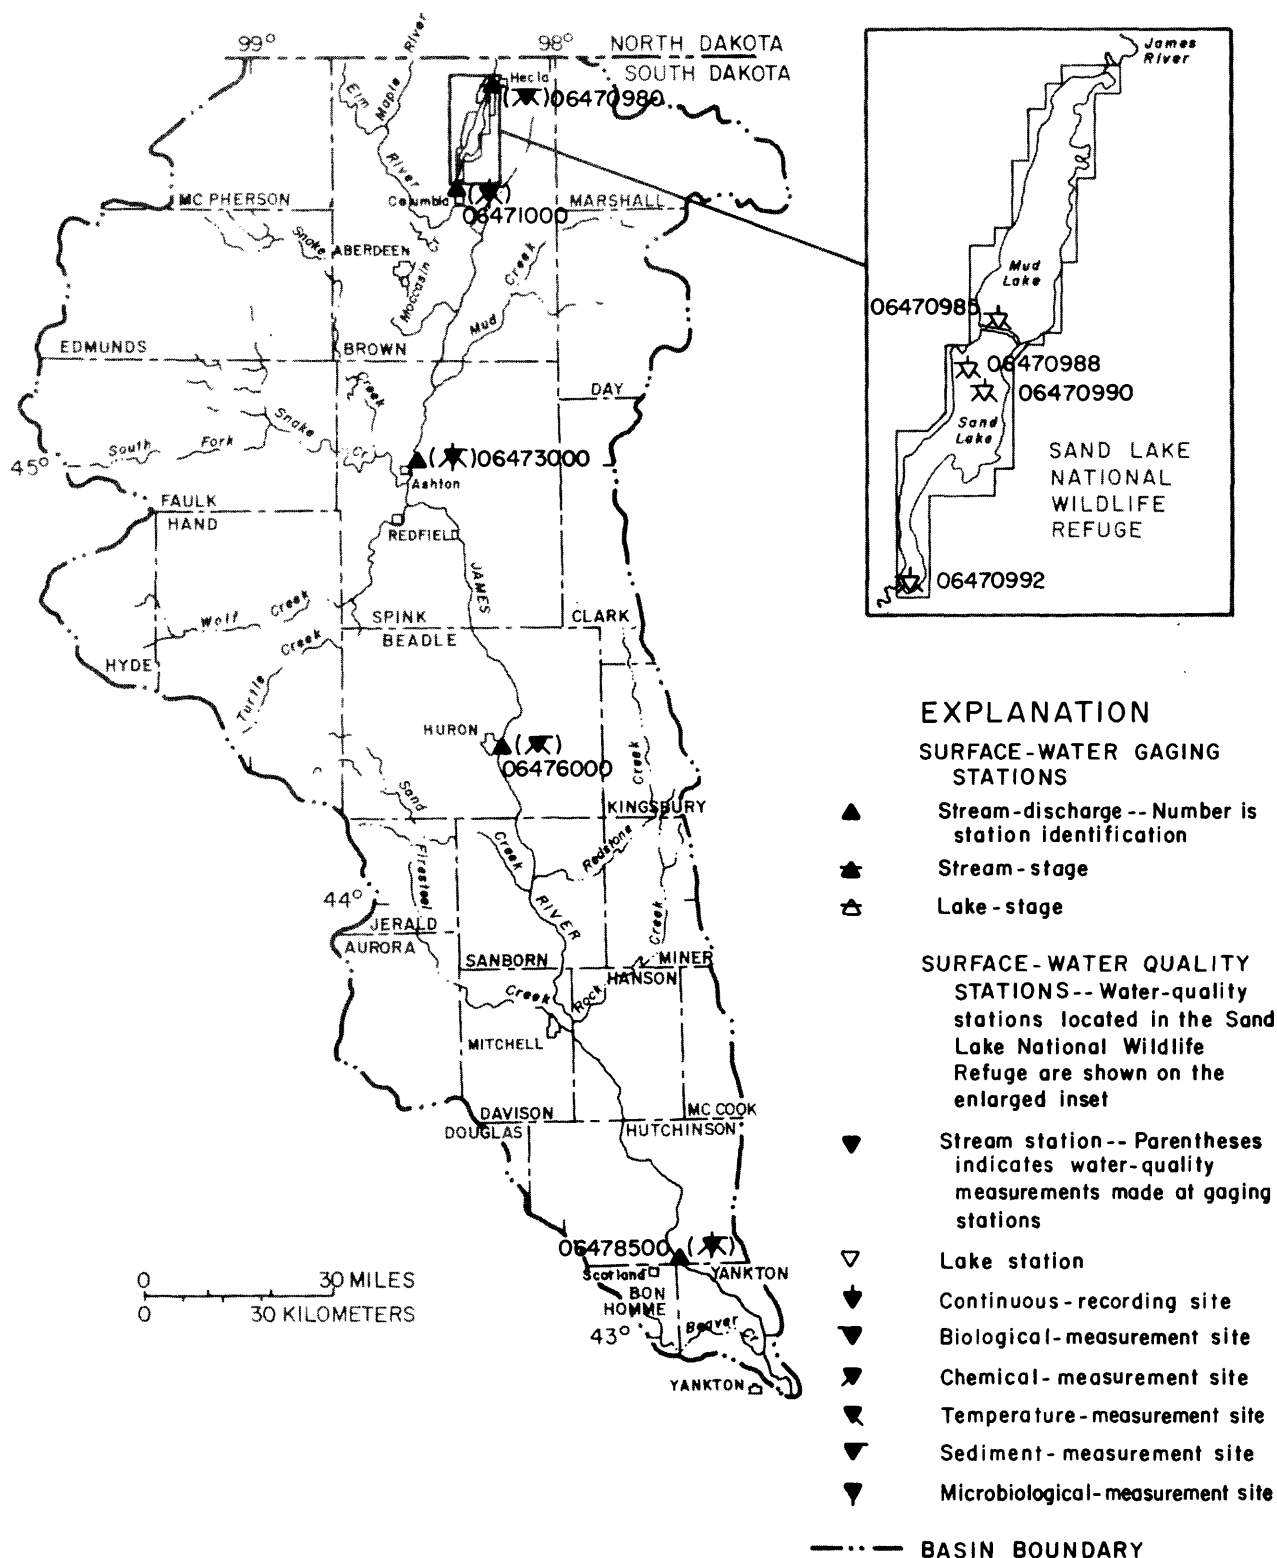 99°
98°
NORTH DAKOTA
SOUTH DAKOTA
Elm
Maple River
River
Hecla
()06470980
Columbia
()
06471000
MC PHERSON
MARSHALL
Snake
ABERDEEN
Moccasin Cr
Mud Creek
EDMUNDS
BROWN
DAY
Creek
Snake
Cr
South Fork
45°
()06473000
Ashton
FAULK
HAND
REDFIELD
JAMES
Wolf Creek
SPINK
CLARK
BEADLE
HYDE
Turtle Creek
HURON
()
06476000
Creek
Sand
KINGSBURY
Creek
Redstone
Firesteel
44°
RIVER
Creek
JERALD
AURORA
SANBORN
MINER
HANSON
Creek
Rock
MITCHELL
DAVISON
MC COOK
DOUGLAS
HUTCHINSON
06478500 ()
Scotland
YANKTON
BON
HOMME
43°
Beaver Cr
YANKTON
0 30 MILES
0 30 KILOMETERS
James
River
Mud
Lake
06470985
06470988
06470990
Sand
Lake
SAND LAKE
NATIONAL
WILDLIFE
REFUGE
06470992
EXPLANATION
SURFACE-WATER GAGING
STATIONS
Stream-discharge -- Number is
station identification
Stream-stage
Lake-stage
SURFACE-WATER QUALITY
STATIONS -- Water-quality
stations located in the Sand
Lake National Wildlife
Refuge are shown on the
enlarged inset
Stream station -- Parentheses
indicates water-quality
measurements made at gaging
stations
Lake station
Continuous-recording site
Biological-measurement site
Chemical-measurement site
Temperature-measurement site
Sediment-measurement site
Microbiological-measurement site
BASIN BOUNDARY